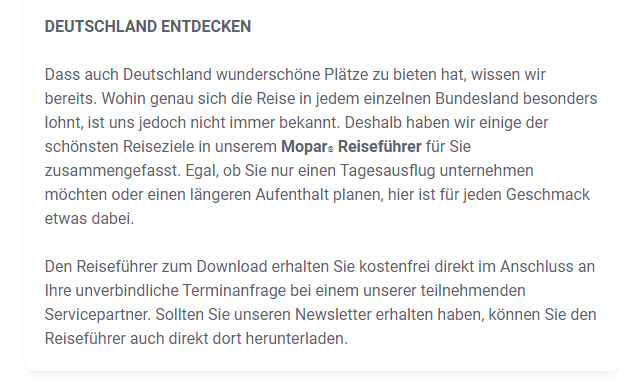 DEUTSCHLAND ENTDECKEN
Dass auch Deutschland wunderschöne Plätze zu bieten hat, wissen wir
bereits. Wohin genau sich die Reise in jedem einzelnen Bundesland besonders
lohnt, ist uns jedoch nicht immer bekannt. Deshalb haben wir einige der
schönsten Reiseziele in unserem Mopar® Reiseführer für Sie
zusammengefasst. Egal, ob Sie nur einen Tagesausflug unternehmen
möchten oder einen längeren Aufenthalt planen, hier ist für jeden Geschmack
etwas dabei.
Den Reiseführer zum Download erhalten Sie kostenfrei direkt im Anschluss an
Ihre unverbindliche Terminanfrage bei einem unserer teilnehmenden
Servicepartner. Sollten Sie unseren Newsletter erhalten haben, können Sie den
Reiseführer auch direkt dort herunterladen.